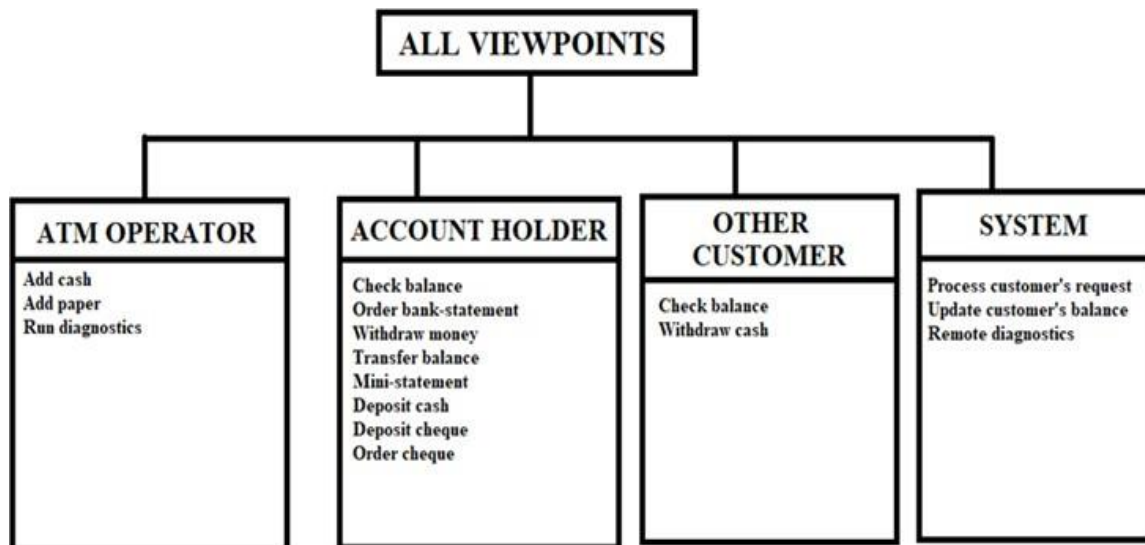 ALL VIEWPOINTS
ATM OPERATOR
Add cash
Add paper
Run diagnostics
ACCOUNT HOLDER
Check balance
Order bank-statement
Withdraw money
Transfer balance
Mini-statement
Deposit cash
Deposit cheque
Order cheque
OTHER
CUSTOMER
Check balance
Withdraw cash
SYSTEM
Process customer's request
Update customer's balance
Remote diagnostics